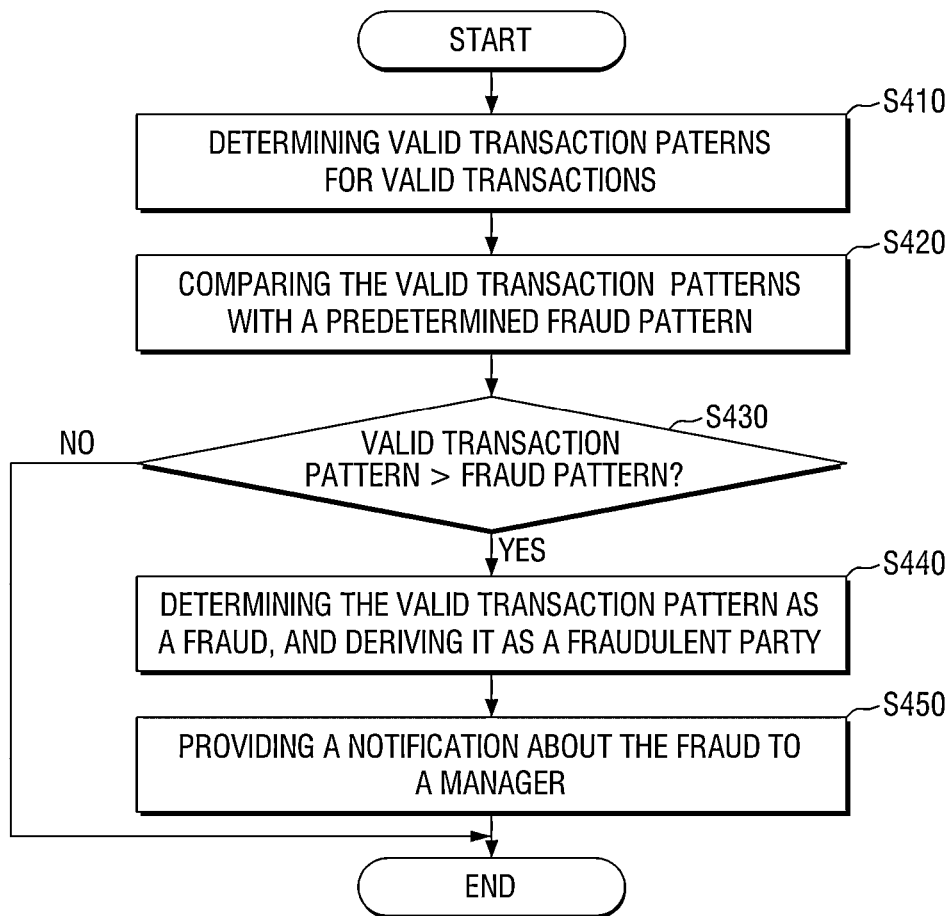 START
S410
DETERMINING VALID TRANSACTION PATERNS
FOR VALID TRANSACTIONS
S420
COMPARING THE VALID TRANSACTION PATTERNS
WITH A PREDETERMINED FRAUD PATTERN
S430
NO
VALID TRANSACTION
PATTERN > FRAUD PATTERN?
YES
S440
DETERMINING THE VALID TRANSACTION PATTERN AS
A FRAUD, AND DERIVING IT AS A FRAUDULENT PARTY
S450
PROVIDING A NOTIFICATION ABOUT THE FRAUD TO
A MANAGER
END